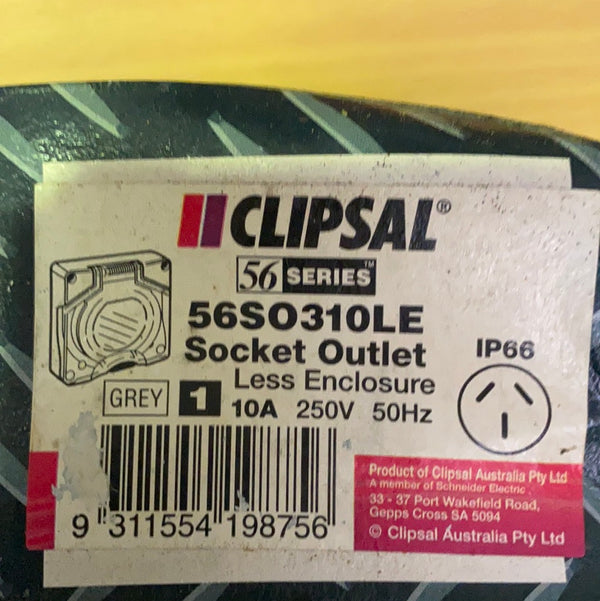 CLIPSAL®
56 SERIES™
56SO310LE
Socket Outlet
Less Enclosure
IP66
GREY 1 10A 250V 50Hz
9 311554 198756
Product of Clipsal Australia Pty Ltd
A member of Schneider Electric
33 - 37 Port Wakefield Road,
Gepps Cross SA 5094
© Clipsal Australia Pty Ltd